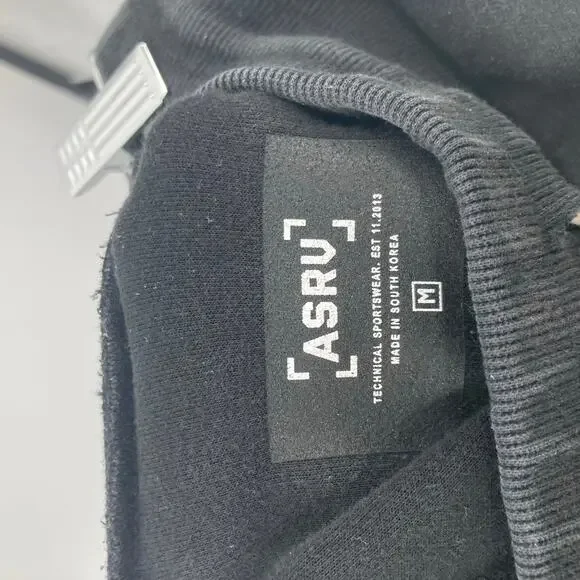 ASRV
TECHNICAL SPORTSWEAR. EST 11.2013
MADE IN SOUTH KOREA
M